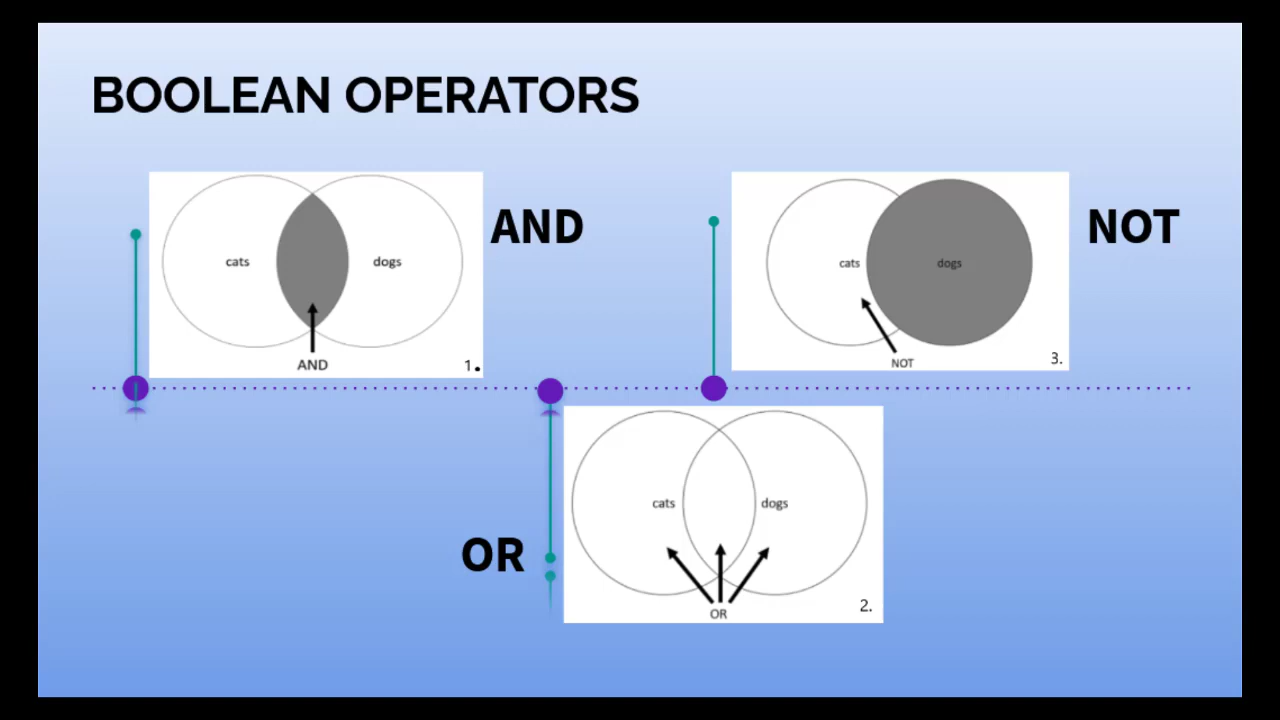 BOOLEAN OPERATORS
cats
dogs
AND
1.
AND
cats
dogs
NOT
3.
NOT
OR
cats
dogs
OR
2.